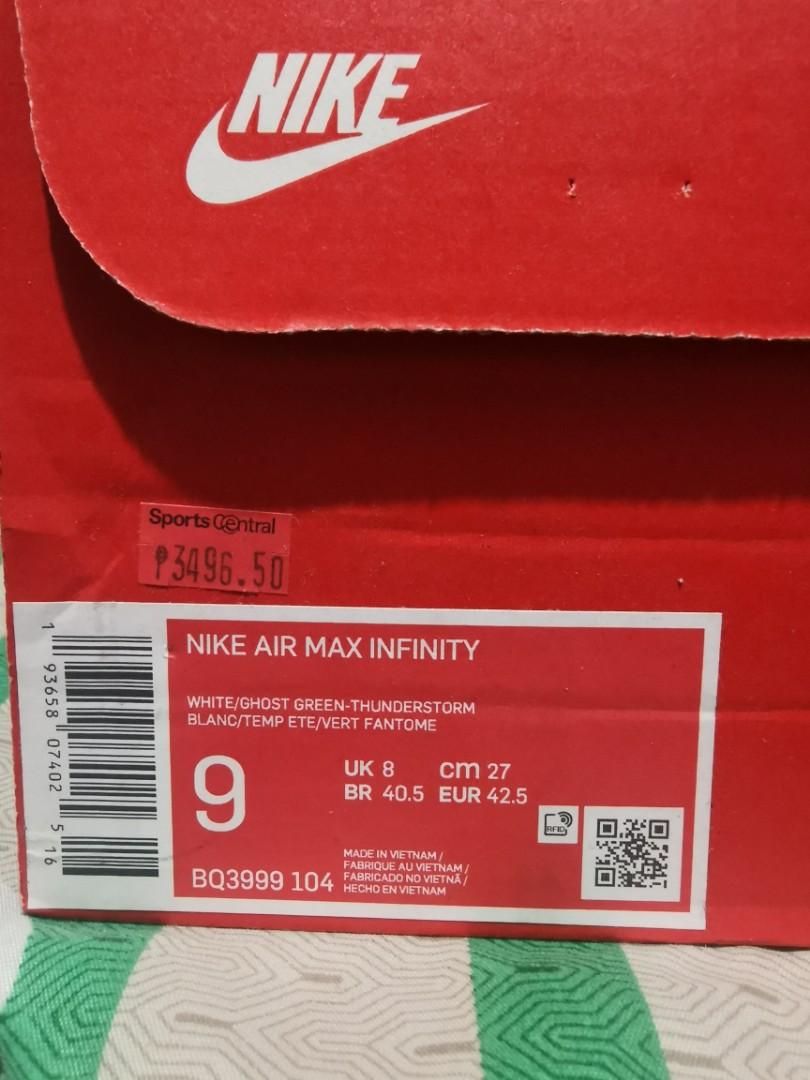 NIKE
Sports Central
₱3496.50
NIKE AIR MAX INFINITY
WHITE/GHOST GREEN-THUNDERSTORM
BLANC/TEMP ETE/VERT FANTOME
9
UK 8 cm 27
BR 40.5 EUR 42.5
RFID
BQ3999 104
MADE IN VIETNAM /
FABRIQUE AU VIETNAM /
FABRICADO NO VIETNÃ /
HECHO EN VIETNAM
1 93658 07402 5 16